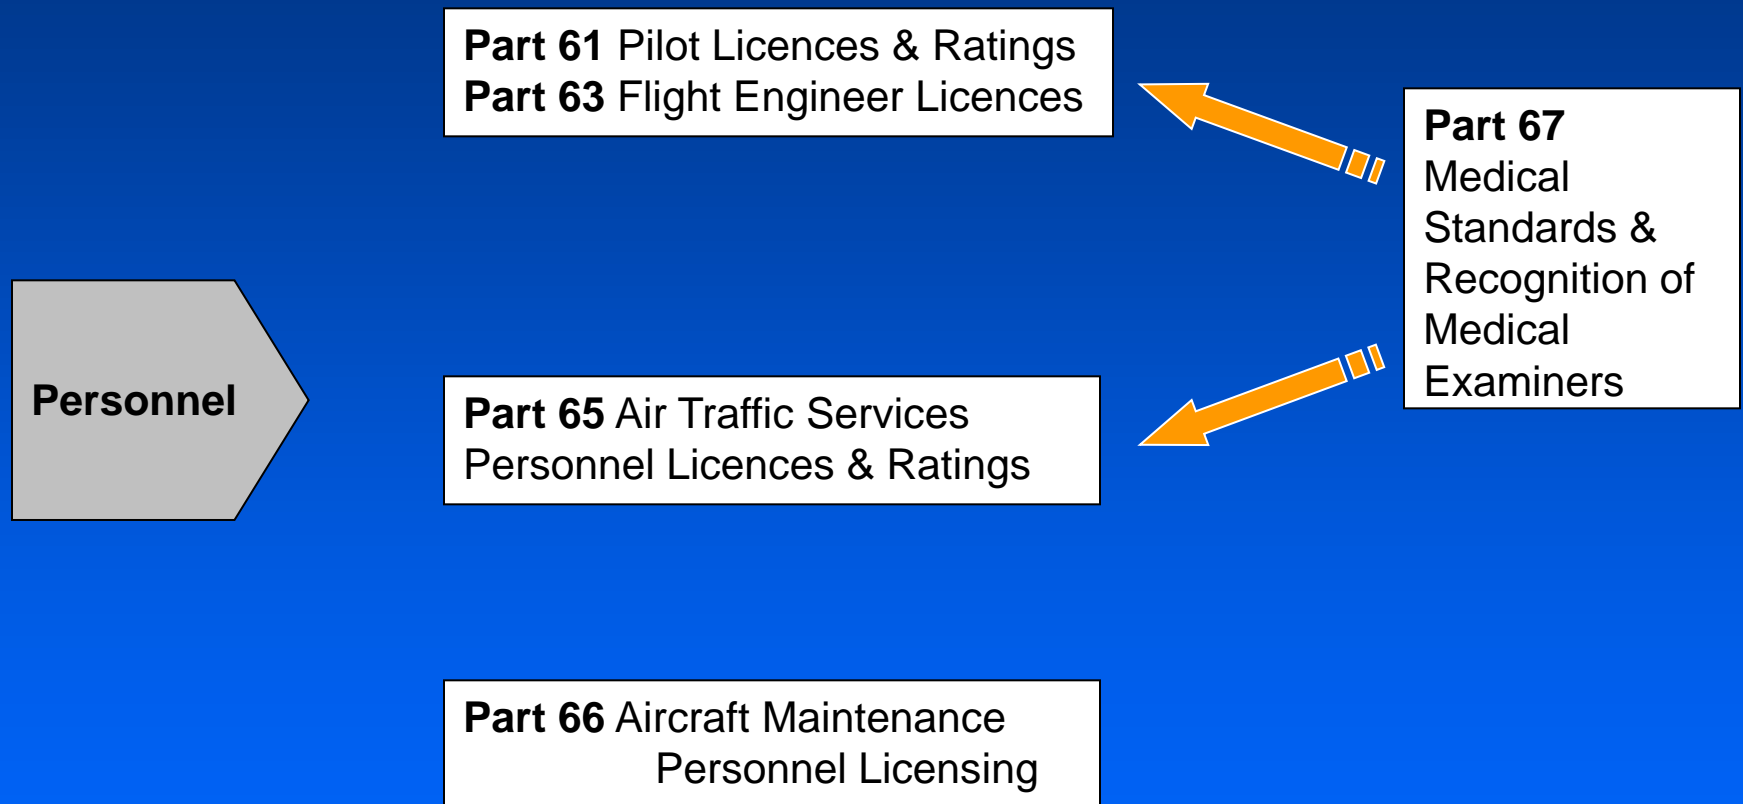 Part 61 Pilot Licences & Ratings
Part 63 Flight Engineer Licences
Part 67
Medical
Standards &
Recognition of
Medical
Examiners
Personnel
Part 65 Air Traffic Services
Personnel Licences & Ratings
Part 66 Aircraft Maintenance
Personnel Licensing